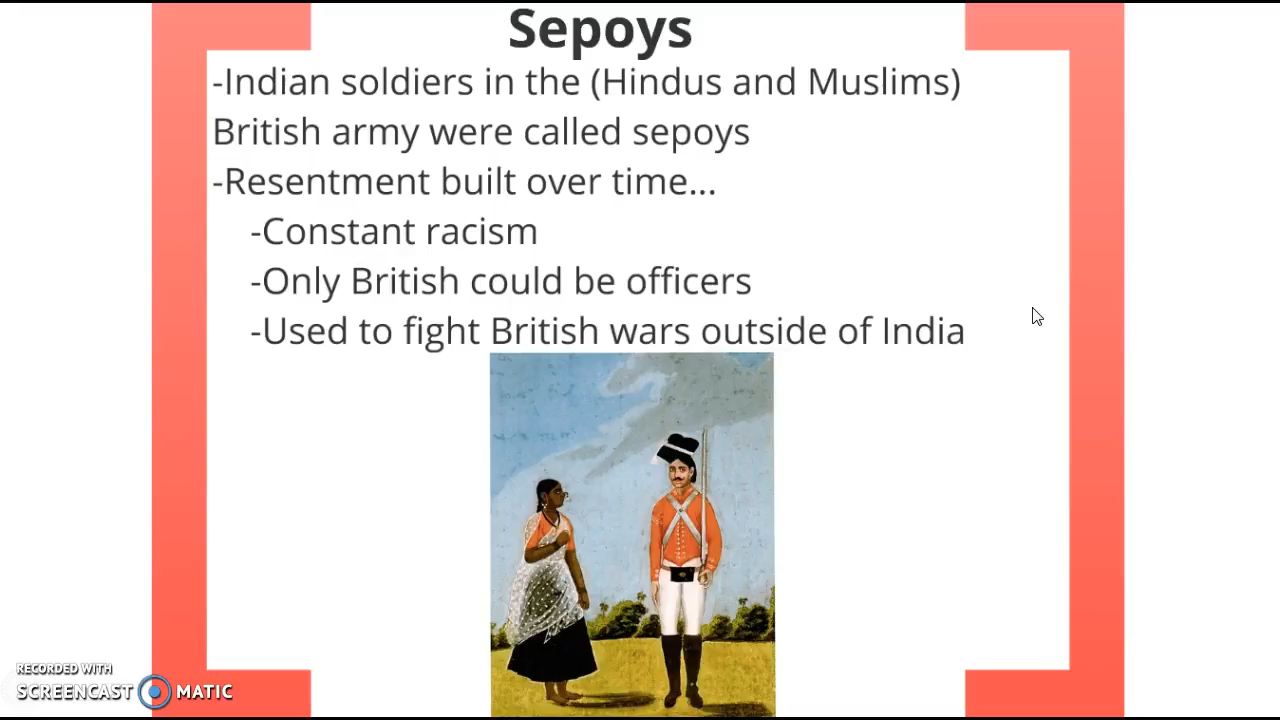 Sepoys
-Indian soldiers in the (Hindus and Muslims)
British army were called sepoys
-Resentment built over time...
-Constant racism
-Only British could be officers
-Used to fight British wars outside of India
RECORDED WITH
SCREENCAST MATIC